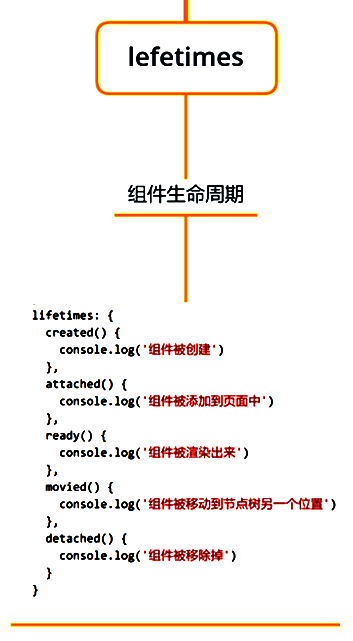 lefetimes
组件生命周期
lifetimes: {
  created() {
    console.log('组件被创建')
  },
  attached() {
    console.log('组件被添加到页面中')
  },
  ready() {
    console.log('组件被渲染出来')
  },
  movied() {
    console.log('组件被移动到节点树另一个位置')
  },
  detached() {
    console.log('组件被移除掉')
  }
}